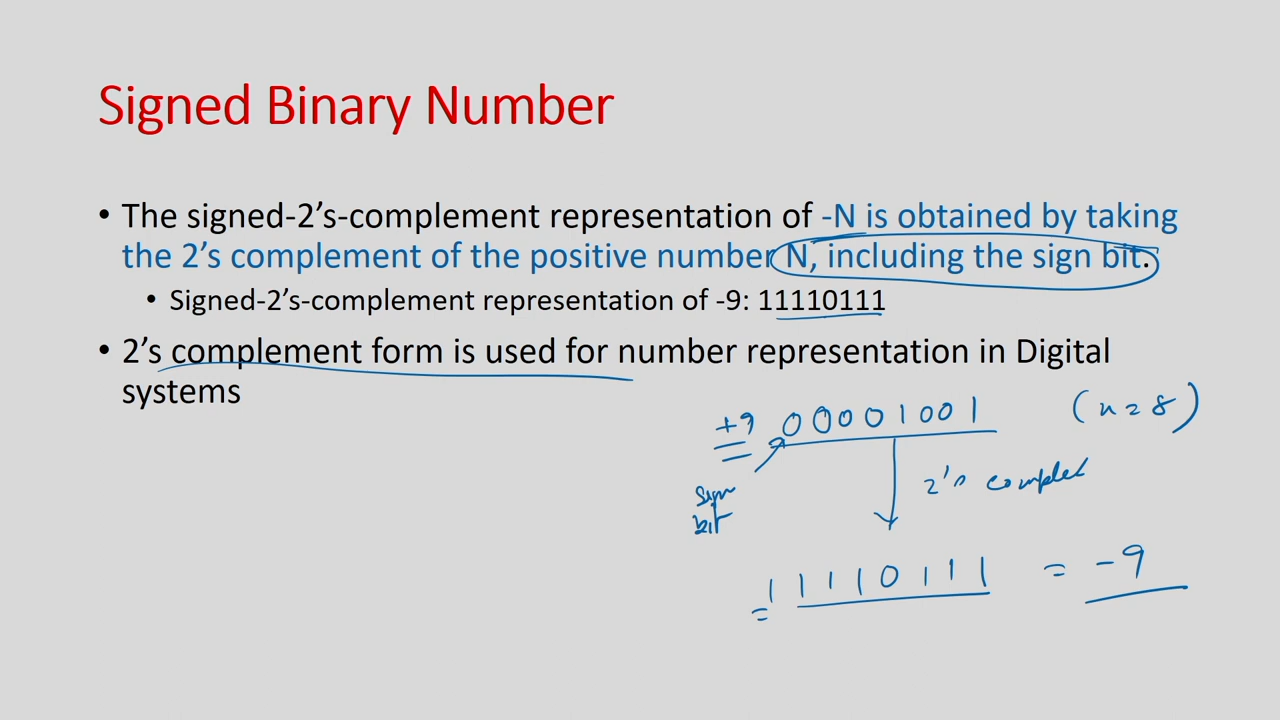 Signed Binary Number
• The signed-2’s-complement representation of -N is obtained by taking
the 2’s complement of the positive number N, including the sign bit.
• Signed-2’s-complement representation of -9: 11110111
• 2’s complement form is used for number representation in Digital
systems
+9 00001001 (n=8)
sign
bit
2's complet
= 11110111 = -9